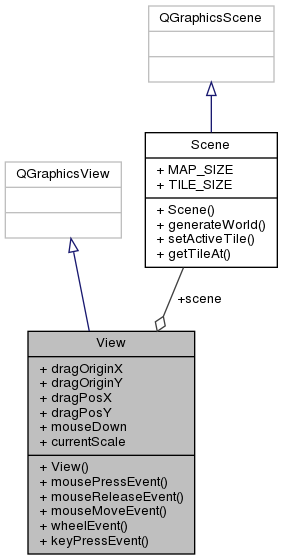 QGraphicsScene
Scene
+ MAP_SIZE
+ TILE_SIZE
+ Scene()
+ generateWorld()
+ setActiveTile()
+ getTileAt()
QGraphicsView
+scene
View
+ dragOriginX
+ dragOriginY
+ dragPosX
+ dragPosY
+ mouseDown
+ currentScale
+ View()
+ mousePressEvent()
+ mouseReleaseEvent()
+ mouseMoveEvent()
+ wheelEvent()
+ keyPressEvent()